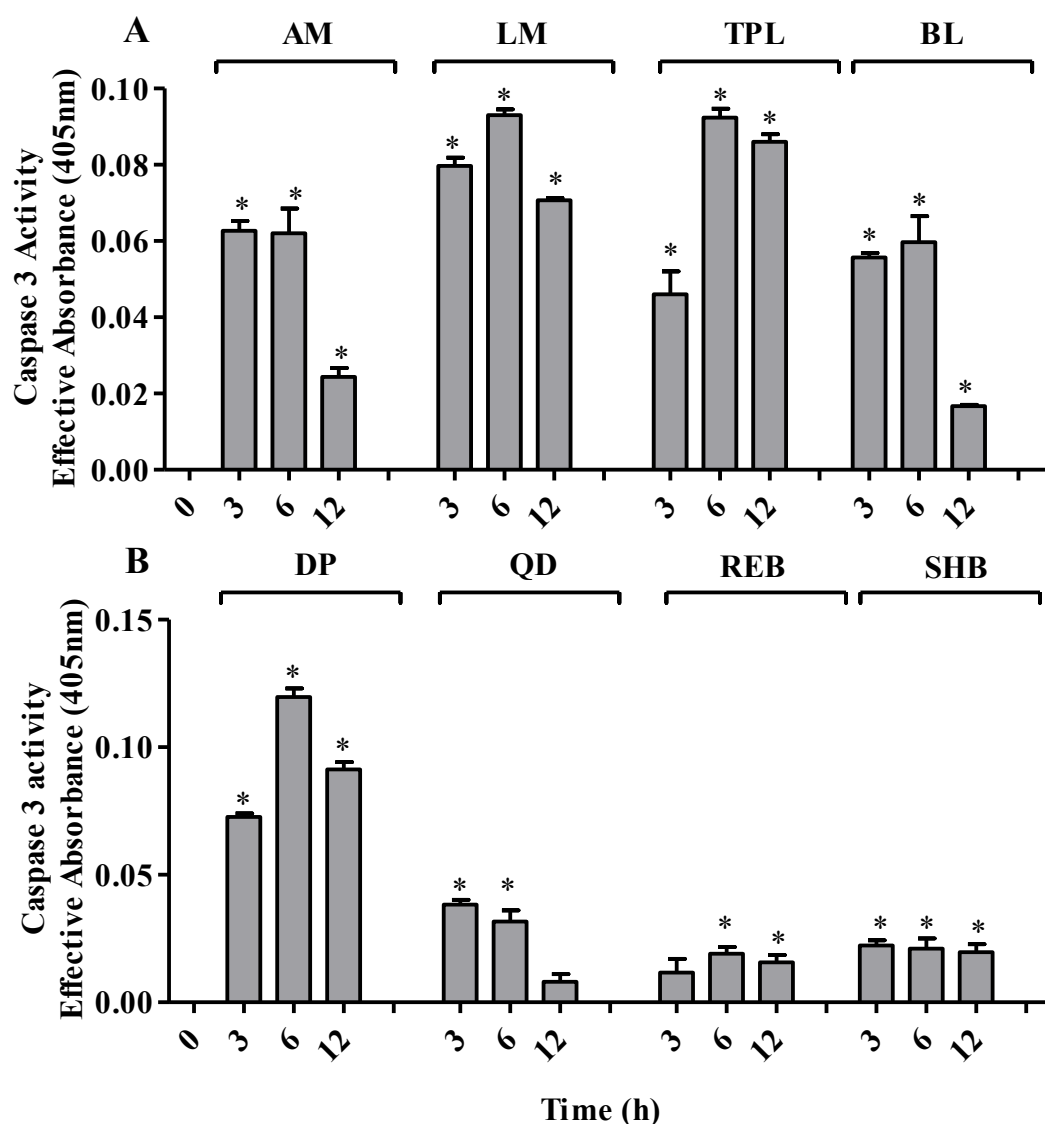 A
AM LM TPL BL
Caspase 3 Activity
Effective Absorbance (405nm)
0.10
0.08
0.06
0.04
0.02
0.00
* * * * * * * * * * * *
0 3 6 12 3 6 12 3 6 12 3 6 12
B
DP QD REB SHB
Caspase 3 activity
Effective Absorbance (405nm)
0.15
0.10
0.05
0.00
* * * * * * * * * *
0 3 6 12 3 6 12 3 6 12 3 6 12
Time (h)